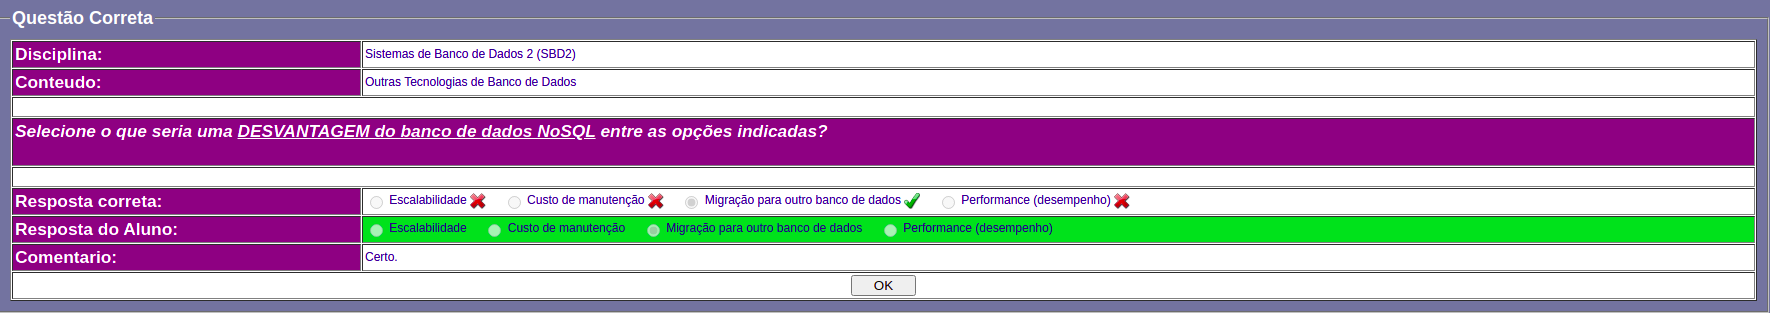 Questão Correta
Disciplina: Sistemas de Banco de Dados 2 (SBD2)
Conteudo: Outras Tecnologias de Banco de Dados
Selecione o que seria uma DESVANTAGEM do banco de dados NoSQL entre as opções indicadas?
Resposta correta: Escalabilidade Custo de manutenção Migração para outro banco de dados Performance (desempenho)
Resposta do Aluno: Escalabilidade Custo de manutenção Migração para outro banco de dados Performance (desempenho)
Comentario: Certo.
OK